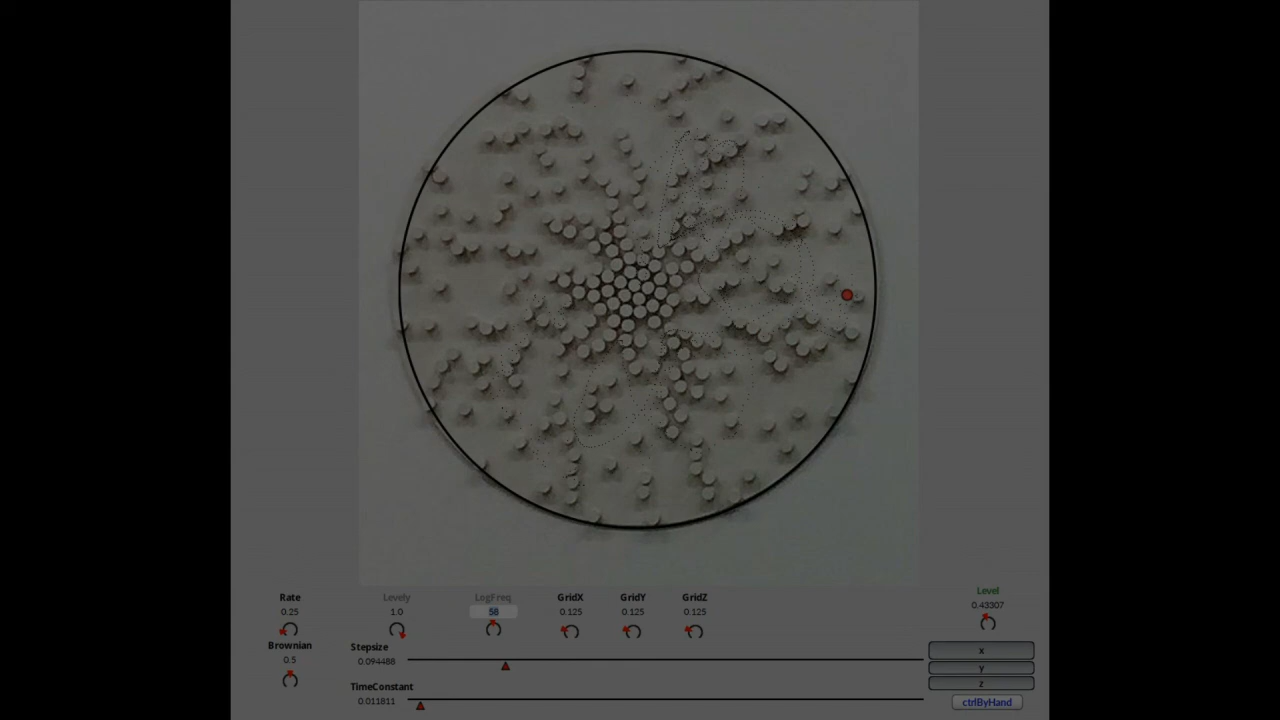 Rate
0.25
Levely
1.0
LogFreq
58
GridX
0.125
GridY
0.125
GridZ
0.125
Level
0.43307
Brownian
0.5
Stepsize
0.094488
x
y
z
TimeConstant
0.011811
ctrlByHand